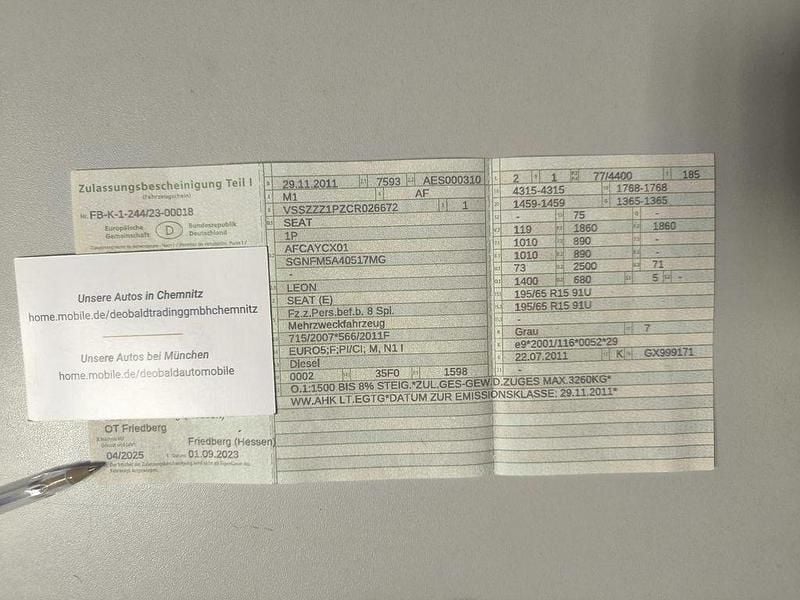 Zulassungsbescheinigung Teil I
(Fahrzeugschein)
Nr. FB-K-1-244/23-00018
Europäische Gemeinschaft
D
Bundesrepublik Deutschland
Unsere Autos in Chemnitz
home.mobile.de/deobaldtradinggmbhchemnitz
Unsere Autos bei München
home.mobile.de/deobaldautomobile
OT Friedberg
Friedberg (Hessen)
04/2025
01.09.2023
29.11.2011 7593 AES000310
M1 AF
VSSZZZ1PZCR026672 1
SEAT
1P
AFCAYCX01
SGNFM5A40517MG
-
LEON
SEAT (E)
Fz.z.Pers.bef.b. 8 Spl.
Mehrzweckfahrzeug
715/2007*566/2011F
EURO5;F;PI/CI; M, N1 I
Diesel
0002 35F0 1598
O.1:1500 BIS 8% STEIG.*ZUL.GES-GEW.D.ZUGES MAX.3260KG*
WW.AHK LT.EGTG*DATUM ZUR EMISSIONSKLASSE: 29.11.2011*
2 1 77/4400 185
4315-4315 1768-1768
1459-1459 1365-1365
- 75 -
119 1860 1860
1010 890 -
1010 890 -
73 2500 71
1400 680 5 -
195/65 R15 91U
195/65 R15 91U
-
Grau 7
e9*2001/116*0052*29
22.07.2011 K GX999171
-